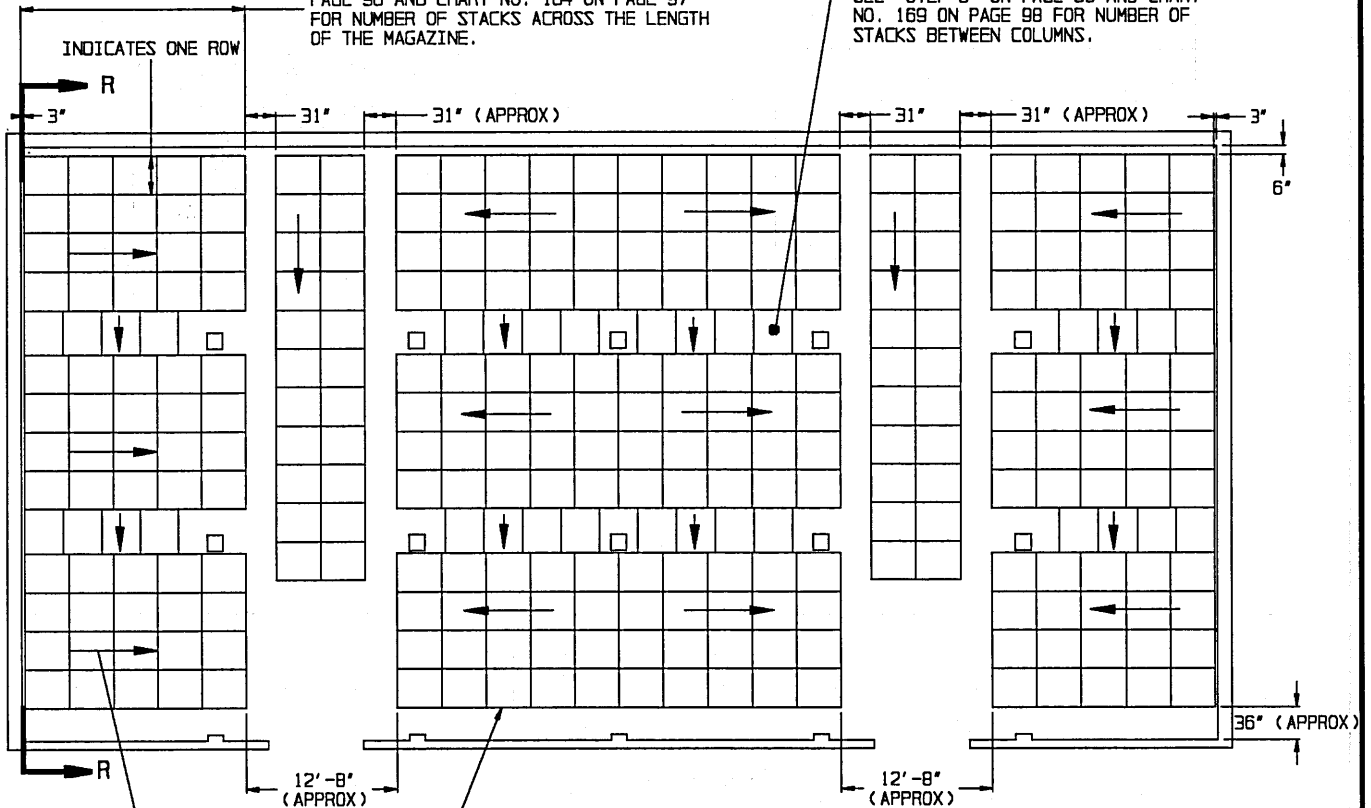 PAGE 96 AND CHART NO. 164 ON PAGE 97
FOR NUMBER OF STACKS ACROSS THE LENGTH
OF THE MAGAZINE.
NO. 169 ON PAGE 98 FOR NUMBER OF
STACKS BETWEEN COLUMNS.
INDICATES ONE ROW
R
3"
31"
31" (APPROX)
31"
31" (APPROX)
3"
6"
36" (APPROX)
R
12'-8"
(APPROX)
12'-8"
(APPROX)